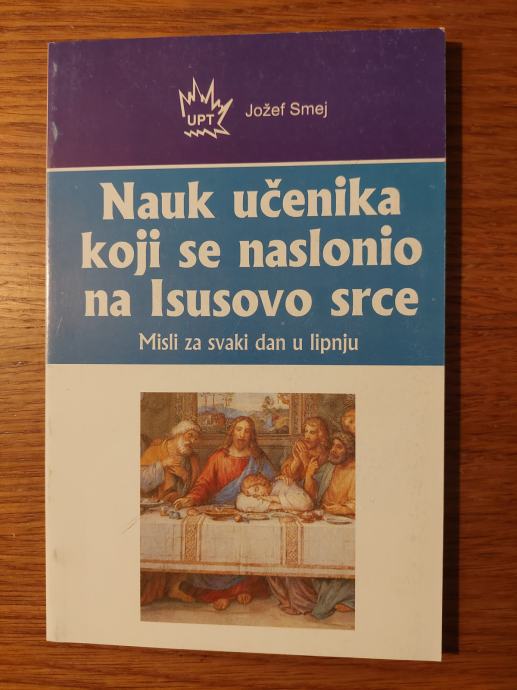 UPT
Jožef Smej
Nauk učenika
koji se naslonio
na Isusovo srce
Misli za svaki dan u lipnju